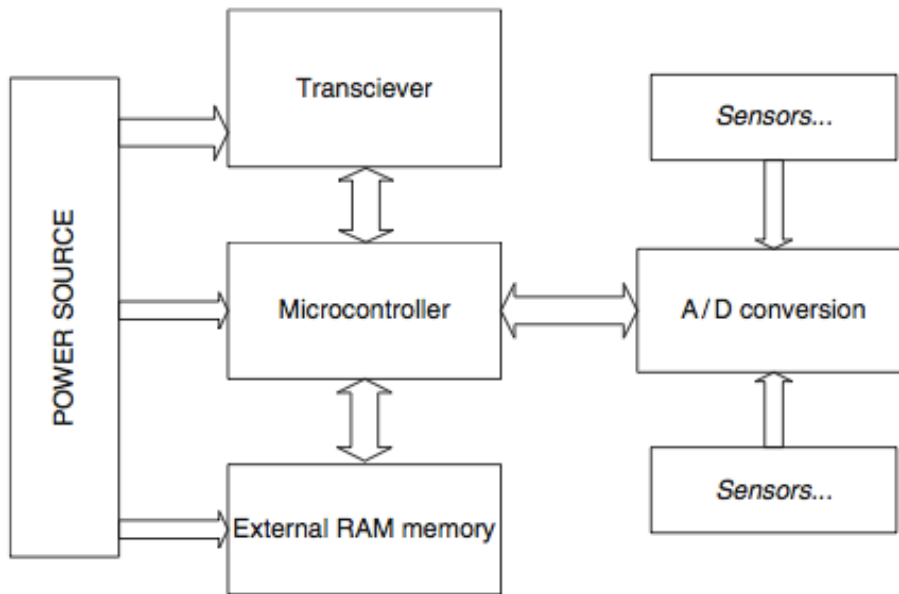 Transciever
Sensors...
POWER SOURCE
Microcontroller
A/D conversion
External RAM memory
Sensors...